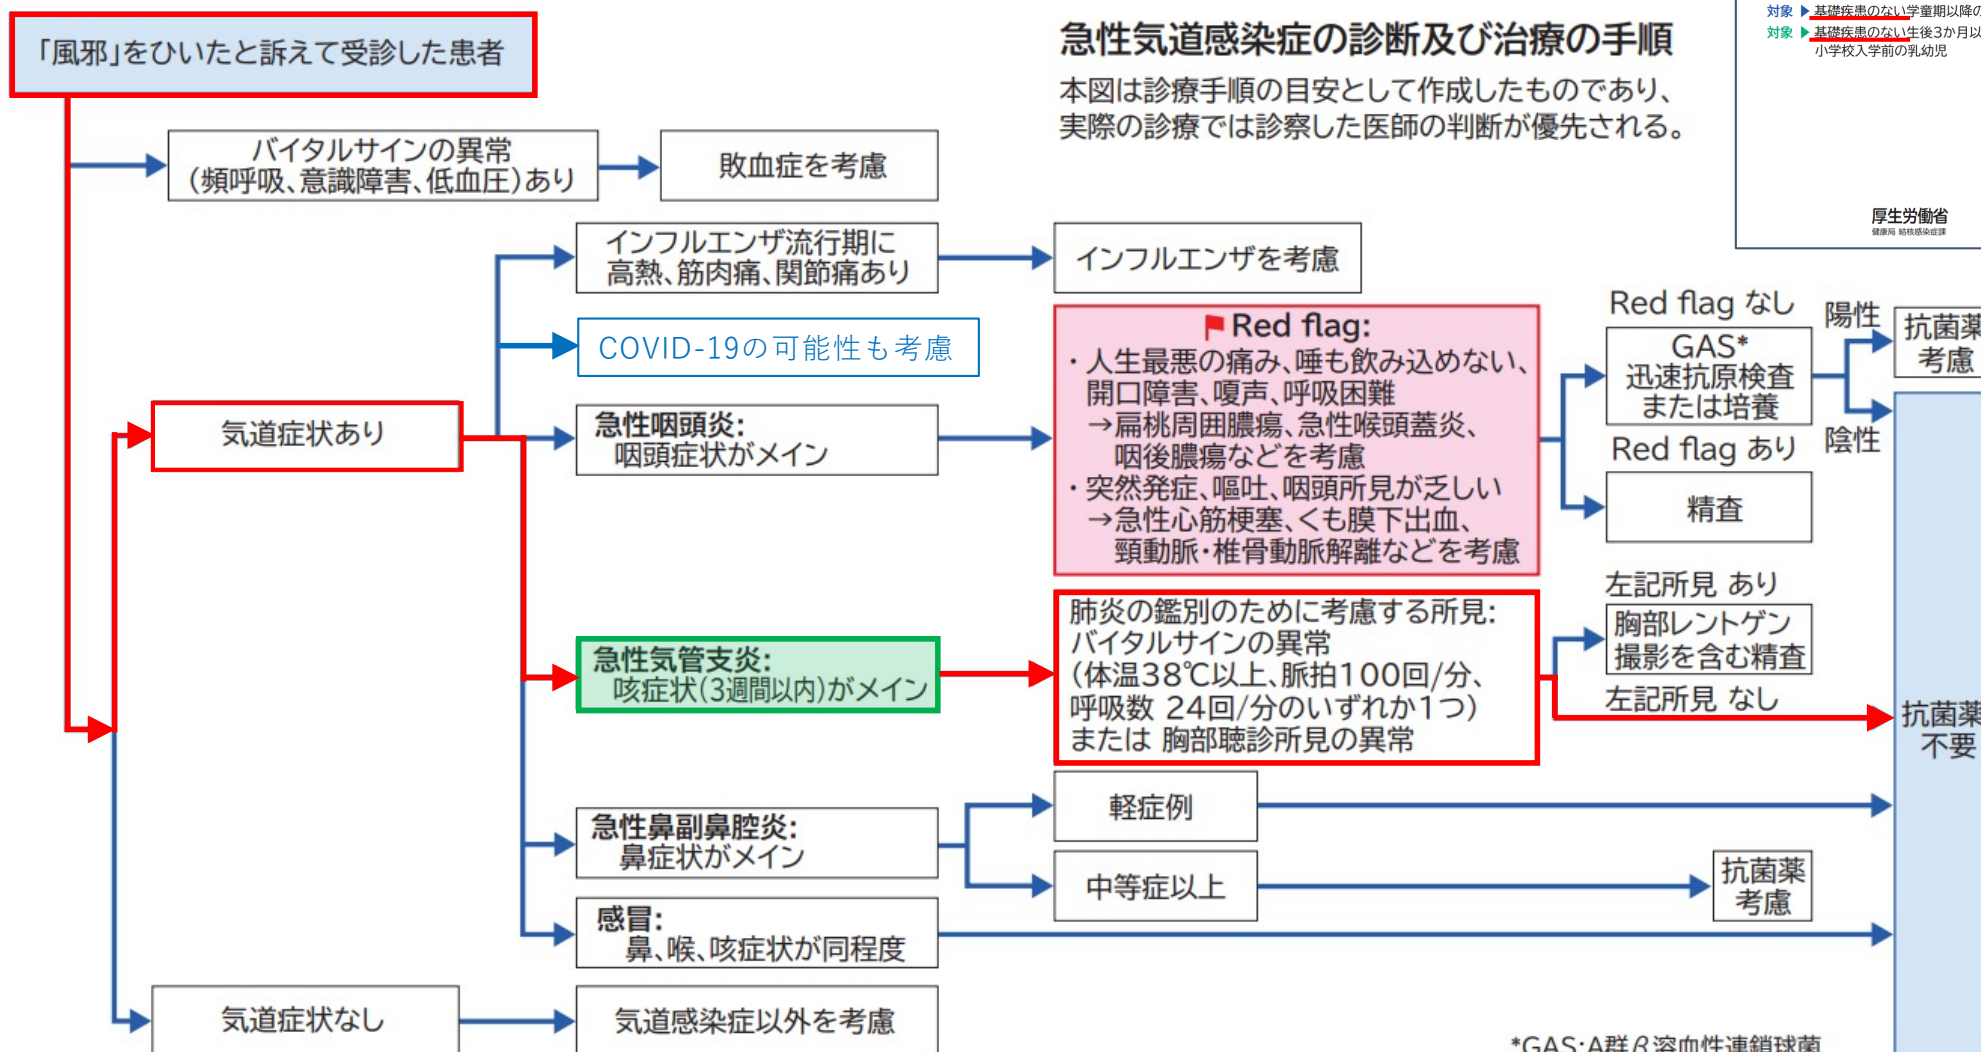 「風邪」をひいたと訴えて受診した患者
急性気道感染症の診断及び治療の手順
本図は診療手順の目安として作成したものであり、
実際の診療では診察した医師の判断が優先される。
対象 ▶ 基礎疾患のない学童期以降の
対象 ▶ 基礎疾患のない生後3か月以
小学校入学前の乳幼児
厚生労働省
健康局 結核感染症課
バイタルサインの異常
(頻呼吸、意識障害、低血圧)あり
敗血症を考慮
インフルエンザ流行期に
高熱、筋肉痛、関節痛あり
インフルエンザを考慮
COVID-19の可能性も考慮
気道症状あり
急性咽頭炎:
咽頭症状がメイン
Red flag:
・人生最悪の痛み、唾も飲み込めない、
開口障害、嗄声、呼吸困難
→扁桃周囲膿瘍、急性喉頭蓋炎、
咽後膿瘍などを考慮
・突然発症、嘔吐、咽頭所見が乏しい
→急性心筋梗塞、くも膜下出血、
頸動脈・椎骨動脈解離などを考慮
Red flag なし
GAS*
迅速抗原検査
または培養
陽性
抗菌薬
考慮
陰性
Red flag あり
精査
急性気管支炎:
咳症状(3週間以内)がメイン
肺炎の鑑別のために考慮する所見:
バイタルサインの異常
(体温38℃以上、脈拍100回/分、
呼吸数 24回/分のいずれか1つ)
または 胸部聴診所見の異常
左記所見 あり
胸部レントゲン
撮影を含む精査
左記所見 なし
抗菌薬
不要
急性鼻副鼻腔炎:
鼻症状がメイン
軽症例
中等症以上
抗菌薬
考慮
感冒:
鼻、喉、咳症状が同程度
気道症状なし
気道感染症以外を考慮
*GAS:A群β溶血性連鎖球菌